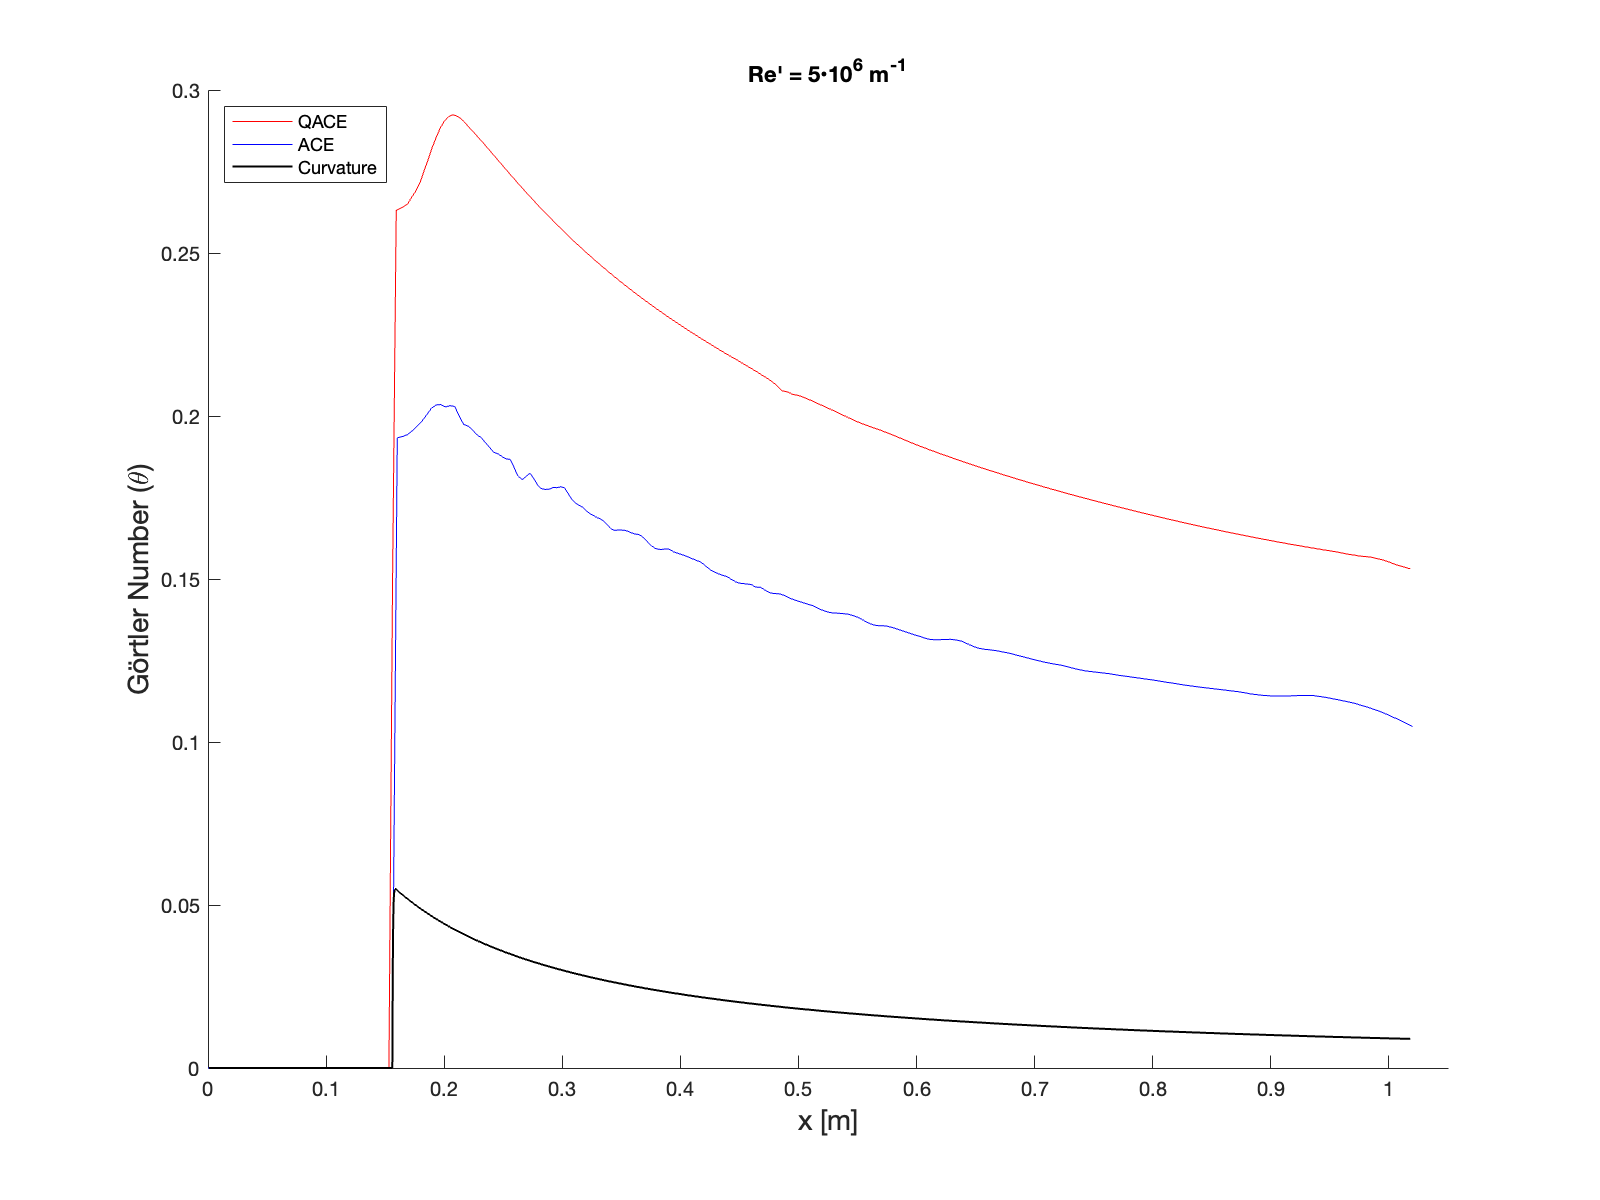 Re' = 5·10⁶ m⁻¹
0.3
QACE
ACE
Curvature
0.25
0.2
0.15
0.1
0.05
0
Görtler Number (θ)
0 0.1 0.2 0.3 0.4 0.5 0.6 0.7 0.8 0.9 1
x [m]